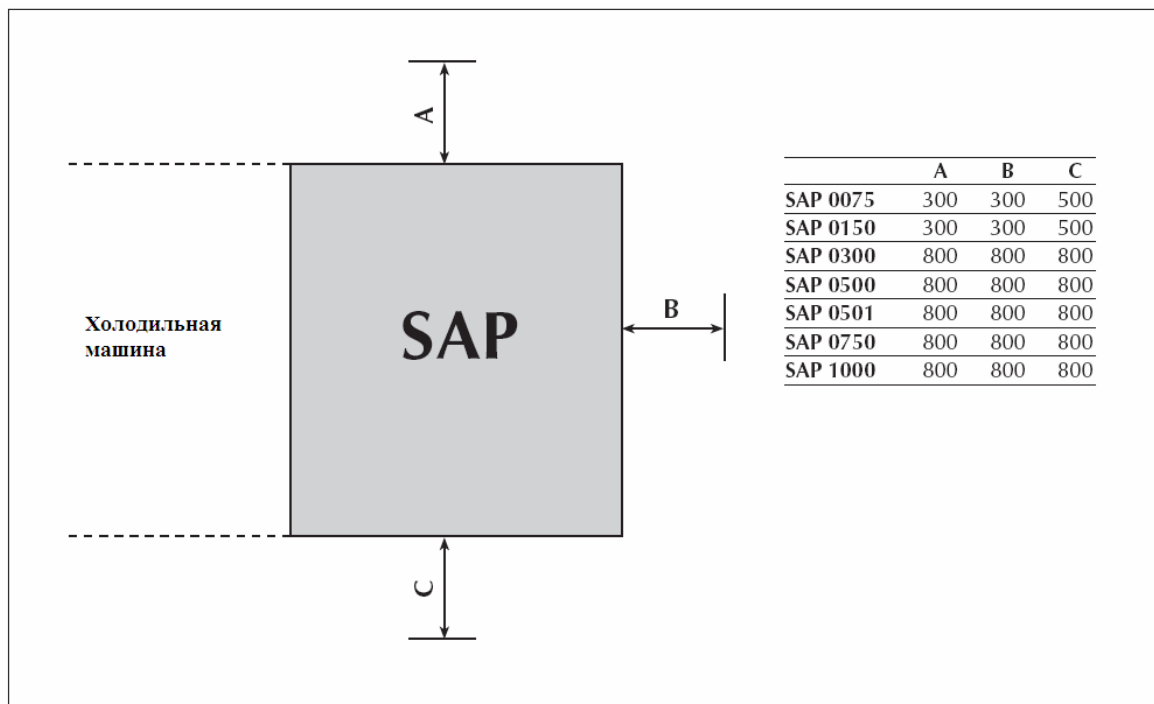 A
Холодильная
машина
SAP
B
C
A B C
SAP 0075 300 300 500
SAP 0150 300 300 500
SAP 0300 800 800 800
SAP 0500 800 800 800
SAP 0501 800 800 800
SAP 0750 800 800 800
SAP 1000 800 800 800